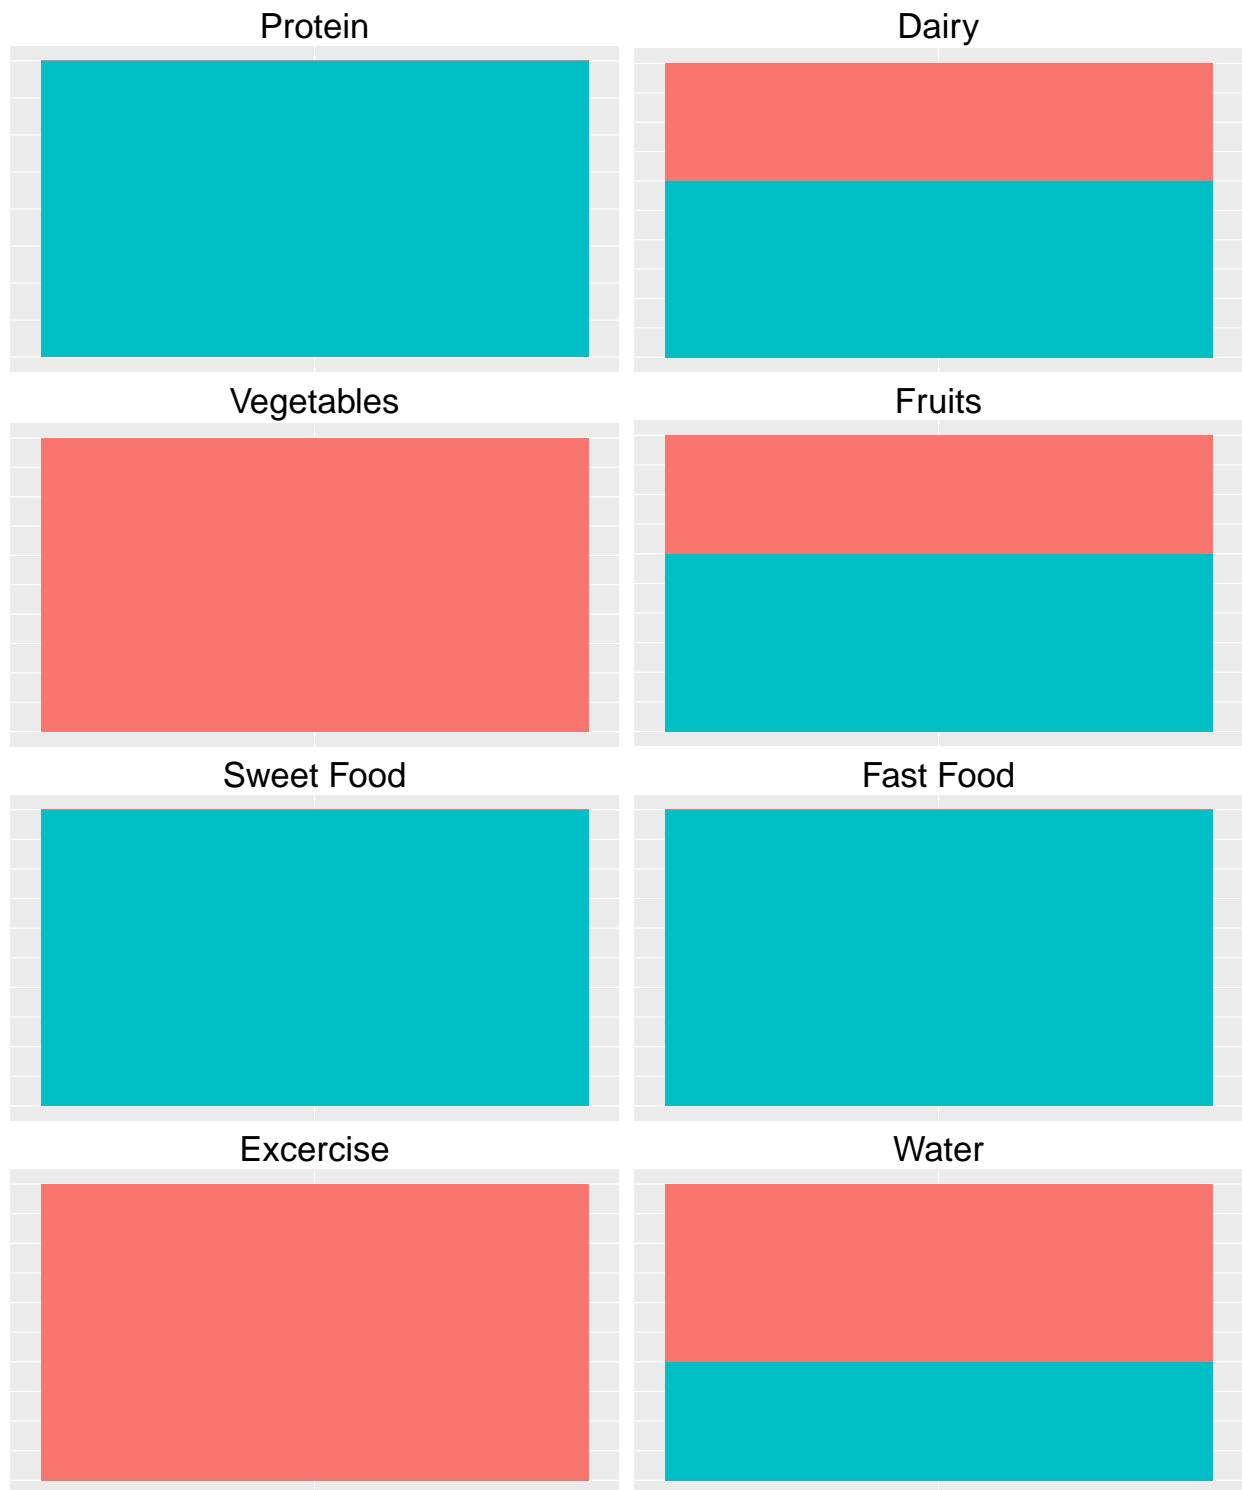 Protein
Dairy
Vegetables
Fruits
Sweet Food
Fast Food
Excercise
Water